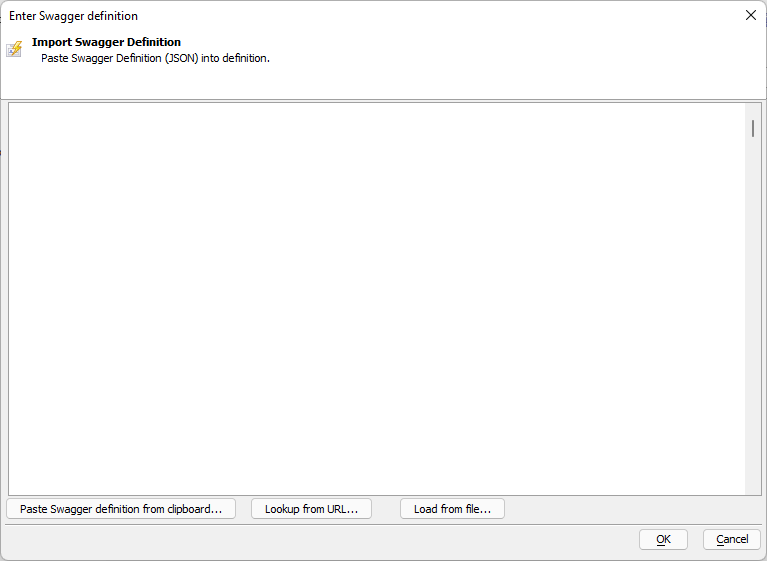 Enter Swagger definition
Import Swagger Definition
Paste Swagger Definition (JSON) into definition.
Paste Swagger definition from clipboard...
Lookup from URL...
Load from file...
OK
Cancel